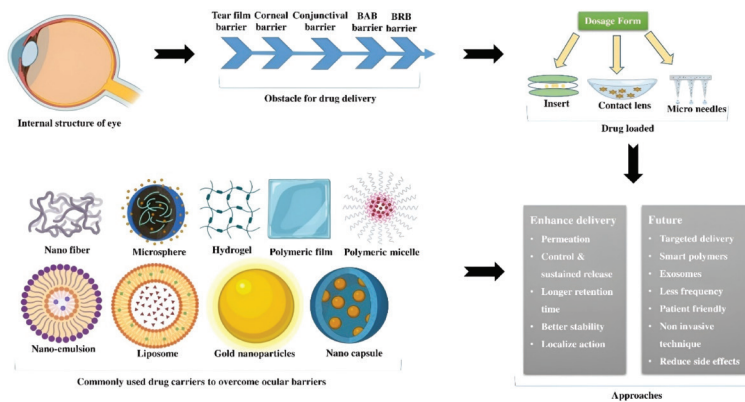 Tear film
barrier
Corneal
barrier
Conjunctival
barrier
BAB
barrier
BRB
barrier
Obstacle for drug delivery
Internal structure of eye
Dosage Form
Insert
Contact lens
Micro needles
Drug loaded
Nano fiber
Microsphere
Hydrogel
Polymeric film
Polymeric micelle
Nano-emulsion
Liposome
Gold nanoparticles
Nano capsule
Commonly used drug carriers to overcome ocular barriers
Enhance delivery
• Permeation
• Control &
sustained release
• Longer retention
time
• Better stability
• Localize action
Future
• Targeted delivery
• Smart polymers
• Exosomes
• Less frequency
• Patient friendly
• Non invasive
technique
• Reduce side effects
Approaches